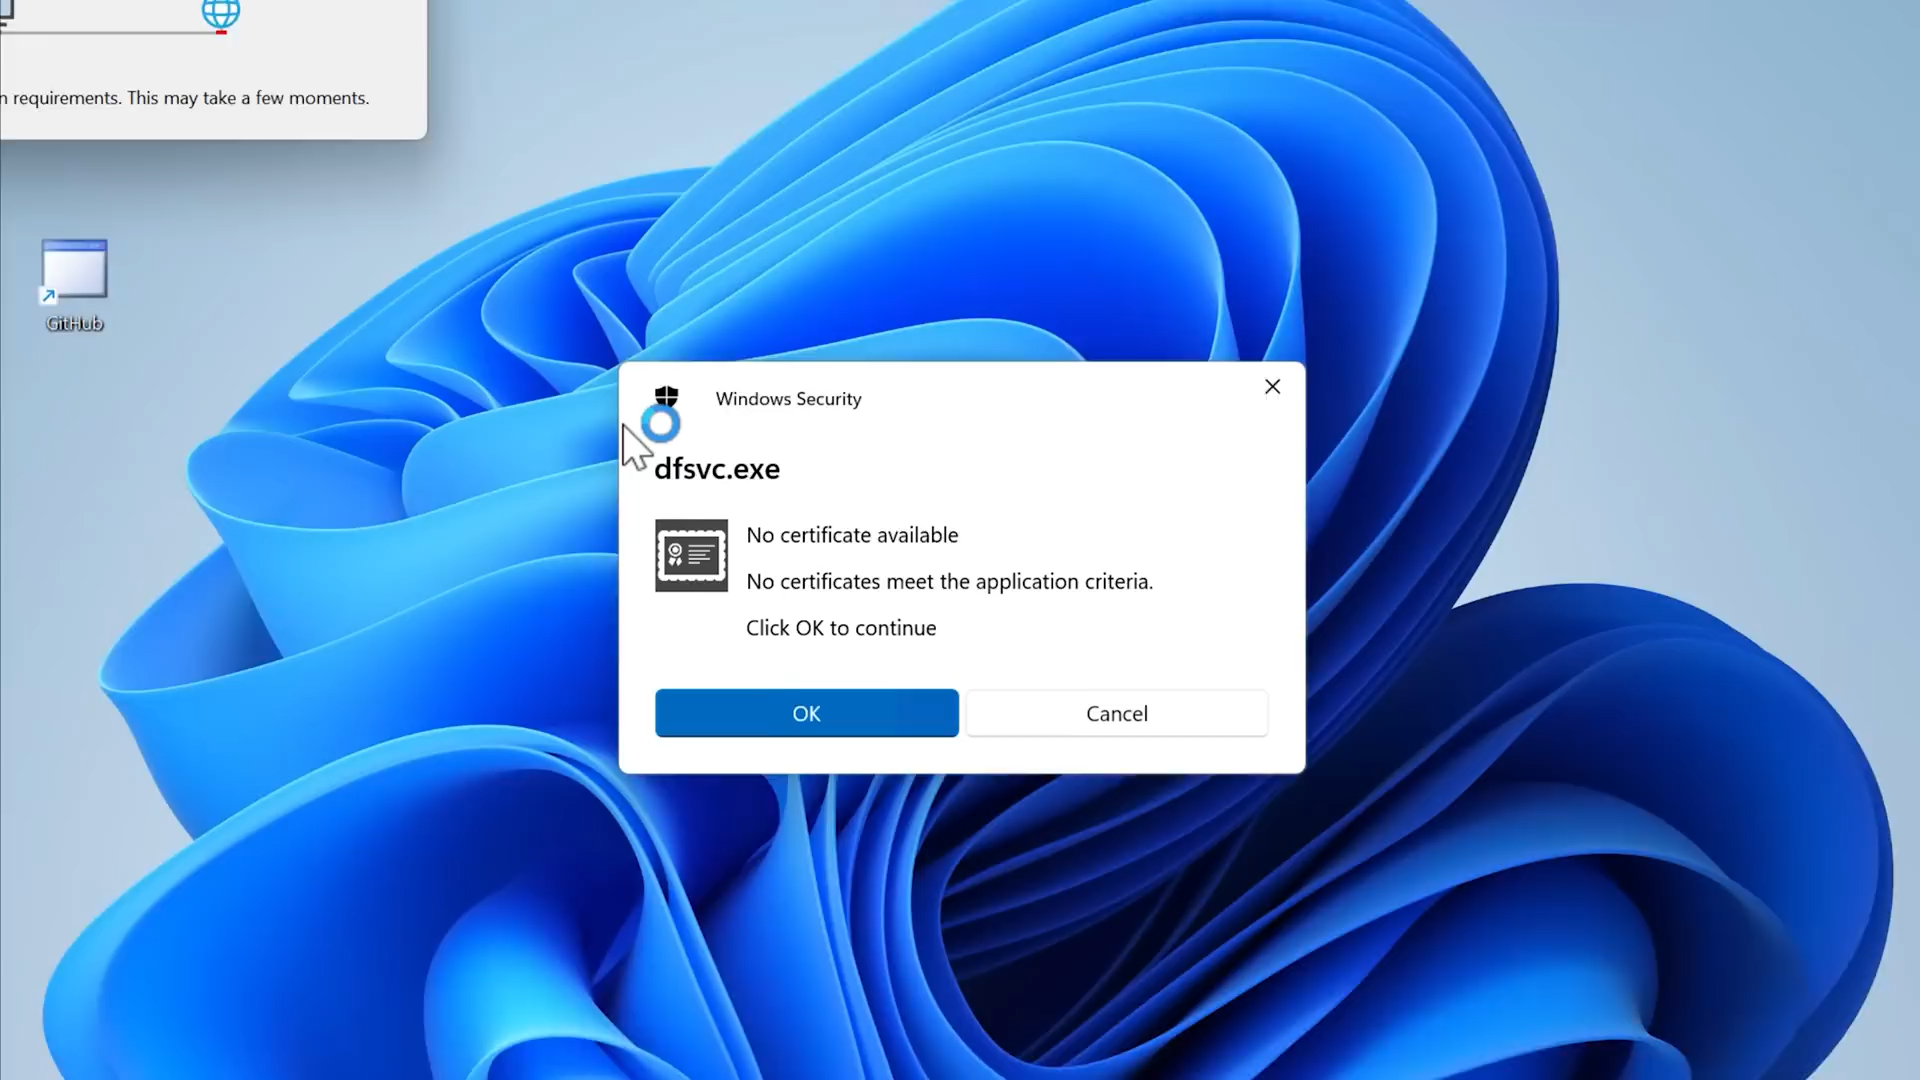 requirements. This may take a few moments.
GitHub
Windows Security
dfsvc.exe
No certificate available
No certificates meet the application criteria.
Click OK to continue
OK
Cancel